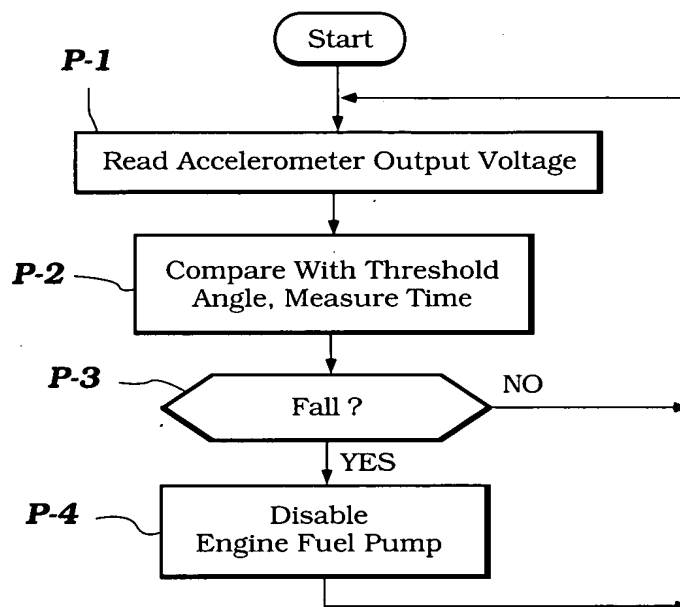 Start
P-1
Read Accelerometer Output Voltage
P-2
Compare With Threshold
Angle, Measure Time
P-3
Fall ?
NO
YES
P-4
Disable
Engine Fuel Pump